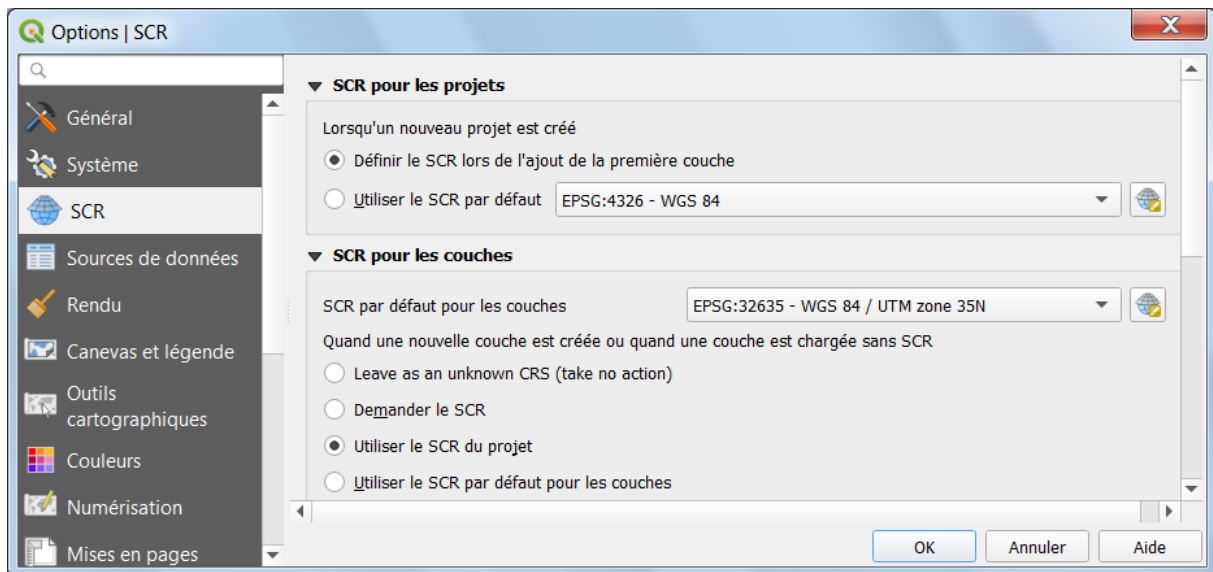 Options | SCR
Général
Système
SCR
Sources de données
Rendu
Canevas et légende
Outils
cartographiques
Couleurs
Numérisation
Mises en pages
SCR pour les projets
Lorsqu'un nouveau projet est créé
Définir le SCR lors de l'ajout de la première couche
Utiliser le SCR par défaut EPSG:4326 - WGS 84
SCR pour les couches
SCR par défaut pour les couches EPSG:32635 - WGS 84 / UTM zone 35N
Quand une nouvelle couche est créée ou quand une couche est chargée sans SCR
Leave as an unknown CRS (take no action)
Demander le SCR
Utiliser le SCR du projet
Utiliser le SCR par défaut pour les couches
OK Annuler Aide